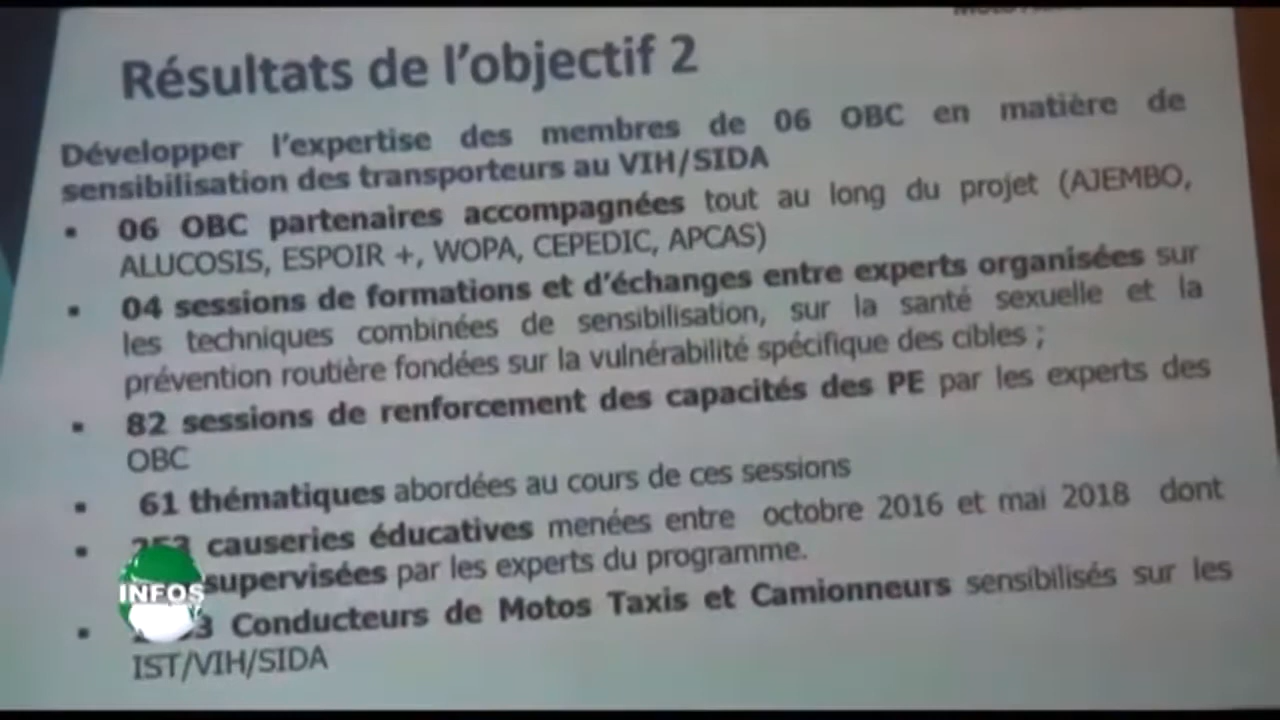 Résultats de l'objectif 2
Développer l'expertise des membres de 06 OBC en matière de
sensibilisation des transporteurs au VIH/SIDA
▪ 06 OBC partenaires accompagnées tout au long du projet (AJEMBO,
ALUCOSIS, ESPOIR +, WOPA, CEPEDIC, APCAS)
▪ 04 sessions de formations et d'échanges entre experts organisées sur
les techniques combinées de sensibilisation, sur la santé sexuelle et la
prévention routière fondées sur la vulnérabilité spécifique des cibles ;
▪ 82 sessions de renforcement des capacités des PE par les experts des
OBC
▪ 61 thématiques abordées au cours de ces sessions
▪ causeries éducatives menées entre octobre 2016 et mai 2018 dont
supervisées par les experts du programme.
▪ Conducteurs de Motos Taxis et Camionneurs sensibilisés sur les
IST/VIH/SIDA
INFOS